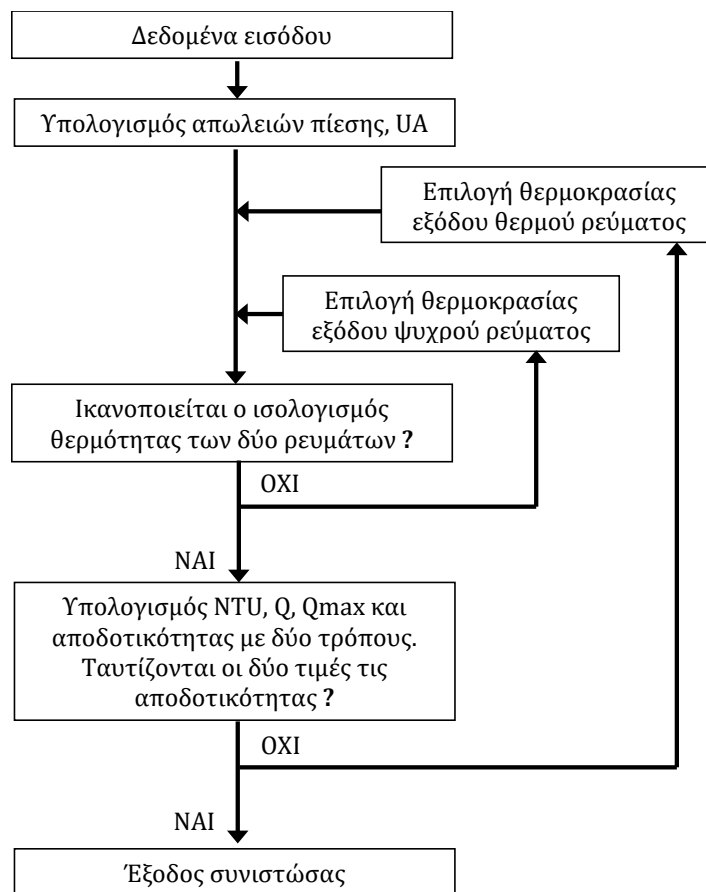 Δεδομένα εισόδου
Υπολογισμός απωλειών πίεσης, UA
Επιλογή θερμοκρασίας
εξόδου θερμού ρεύματος
Επιλογή θερμοκρασίας
εξόδου ψυχρού ρεύματος
Ικανοποιείται ο ισολογισμός
θερμότητας των δύο ρευμάτων ?
ΟΧΙ
ΝΑΙ
Υπολογισμός NTU, Q, Qmax και
αποδοτικότητας με δύο τρόπους.
Ταυτίζονται οι δύο τιμές τις
αποδοτικότητας ?
ΟΧΙ
ΝΑΙ
Έξοδος συνιστώσας